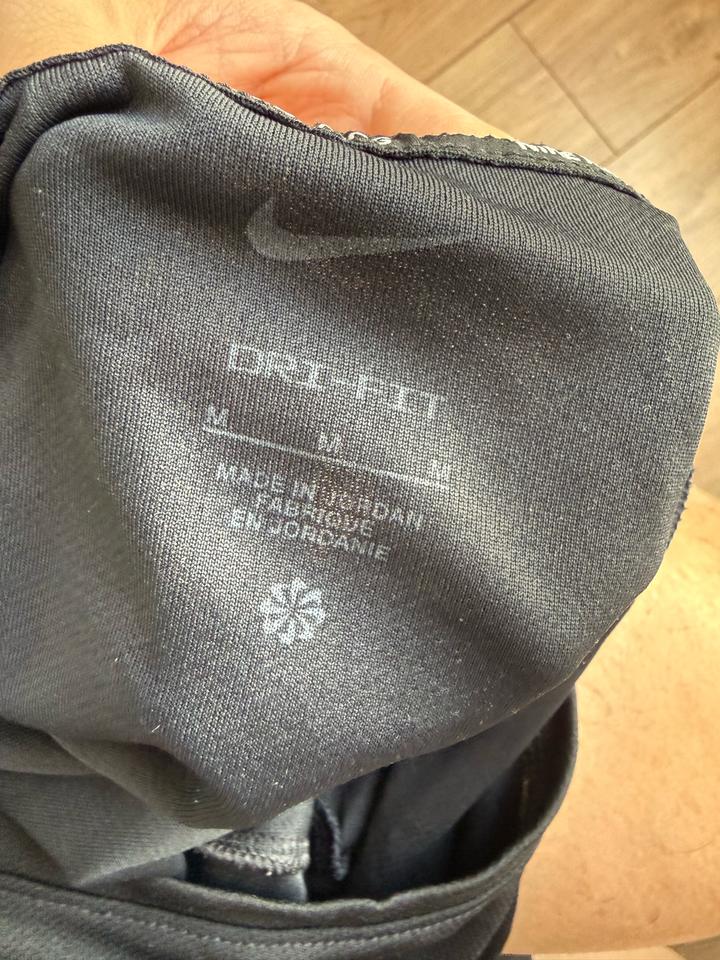 DRI-FIT
M M M
MADE IN JORDAN
FABRIQUÉ
EN JORDANIE